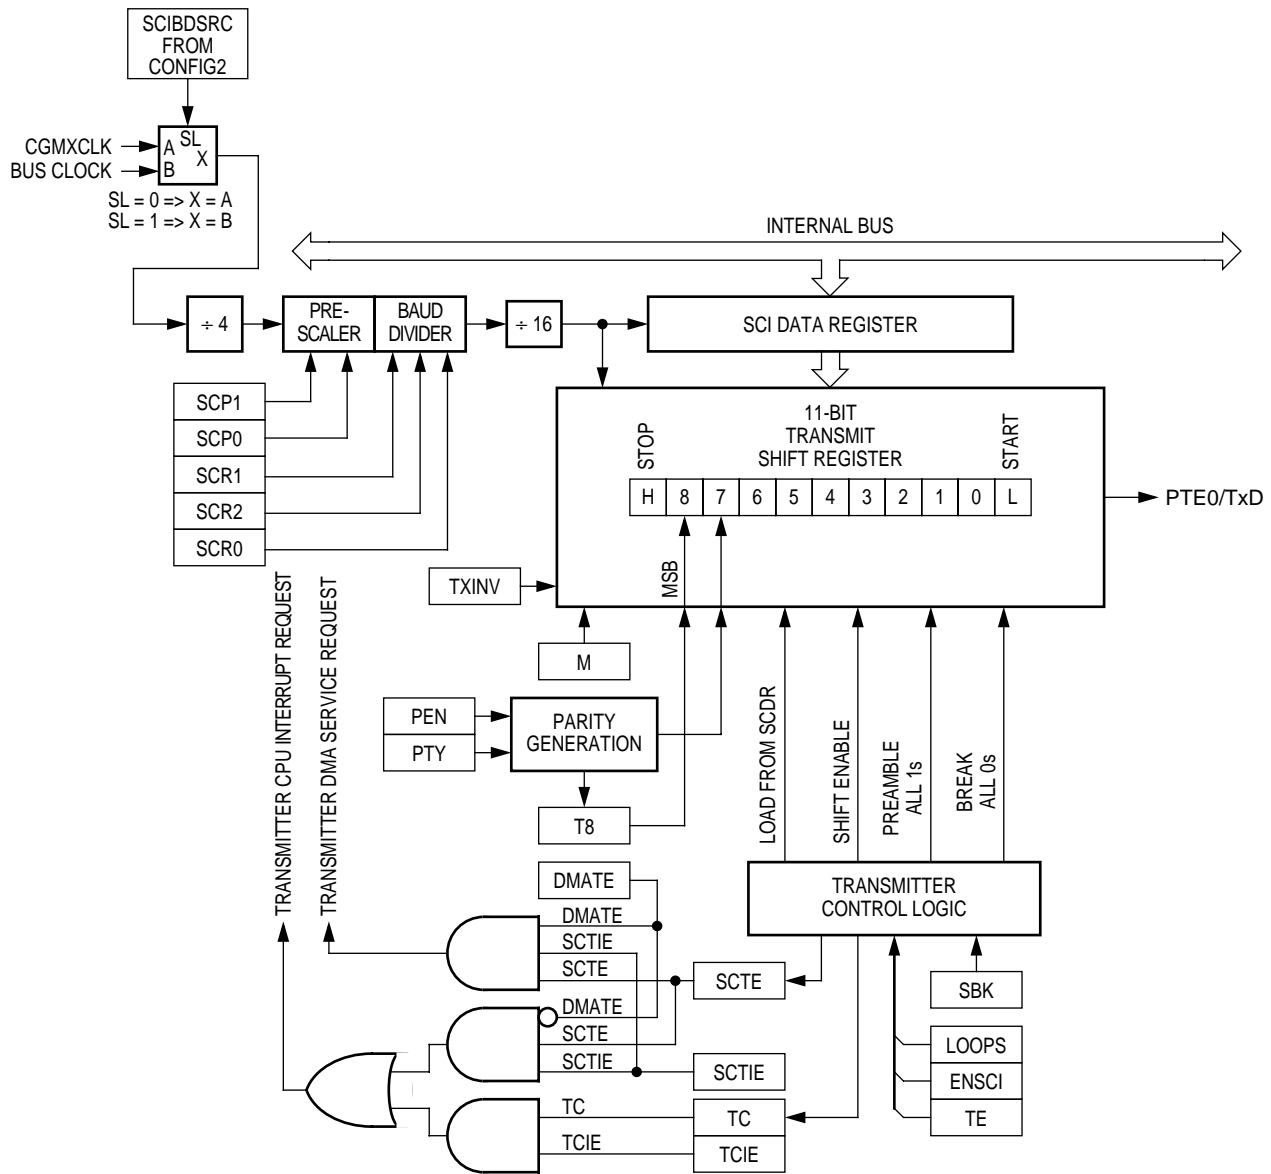 SCIBDSRC
FROM
CONFIG2
CGMXCLK
BUS CLOCK
A
B
SL
X
SL = 0 => X = A
SL = 1 => X = B
INTERNAL BUS
÷ 4
PRE-
SCALER
BAUD
DIVIDER
÷ 16
SCI DATA REGISTER
SCP1
SCP0
SCR1
SCR2
SCR0
11-BIT
TRANSMIT
SHIFT REGISTER
STOP
START
H 8 7 6 5 4 3 2 1 0 L
PTE0/TxD
TXINV
MSB
M
PEN
PTY
PARITY
GENERATION
T8
TRANSMITTER CPU INTERRUPT REQUEST
TRANSMITTER DMA SERVICE REQUEST
LOAD FROM SCDR
SHIFT ENABLE
PREAMBLE
ALL 1s
BREAK
ALL 0s
TRANSMITTER
CONTROL LOGIC
DMATE
DMATE
SCTIE
SCTE
SCTE
DMATE
SCTE
SCTIE
SCTIE
TC
TC
TCIE
TCIE
SBK
LOOPS
ENSCI
TE